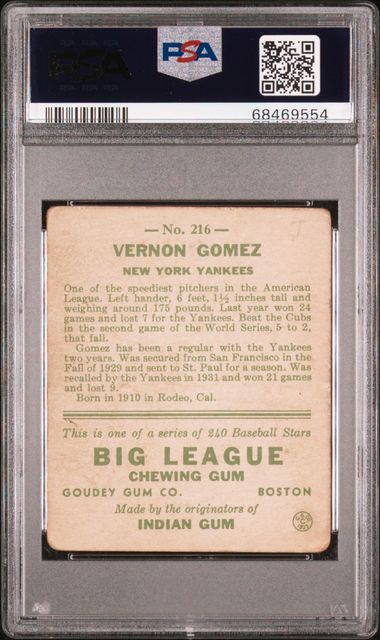 PSA
PSA
68469554
— No. 216 —
VERNON GOMEZ
NEW YORK YANKEES
One of the speediest pitchers in the American
League. Left hander, 6 feet, 1½ inches tall and
weighing around 175 pounds. Last year won 24
games and lost 7 for the Yankees. Beat the Cubs
in the second game of the World Series, 5 to 2,
that fall.
Gomez has been a regular with the Yankees
two years. Was secured from San Francisco in the
Fall of 1929 and sent to St. Paul for a season. Was
recalled by the Yankees in 1931 and won 21 games
and lost 9.
Born in 1910 in Rodeo, Cal.
This is one of a series of 240 Baseball Stars
BIG LEAGUE
CHEWING GUM
GOUDEY GUM CO. BOSTON
Made by the originators of
INDIAN GUM